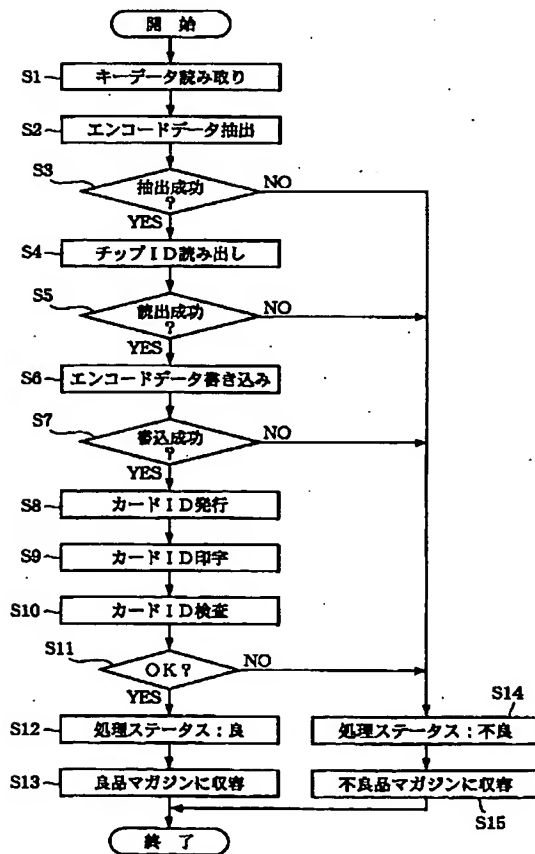 開 始
S1 キーデータ読み取り
S2 エンコードデータ抽出
S3
抽出成功 NO
?
YES
S4 チップID読み出し
S5
読出成功 NO
?
YES
S6 エンコードデータ書き込み
S7
書込成功 NO
?
YES
S8 カードID発行
S9 カードID印字
S10 カードID検査
S11
OK? NO
YES
S14
S12 処理ステータス:良 処理ステータス:不良
S13 良品マガジンに収容 不良品マガジンに収容
S15
終 了